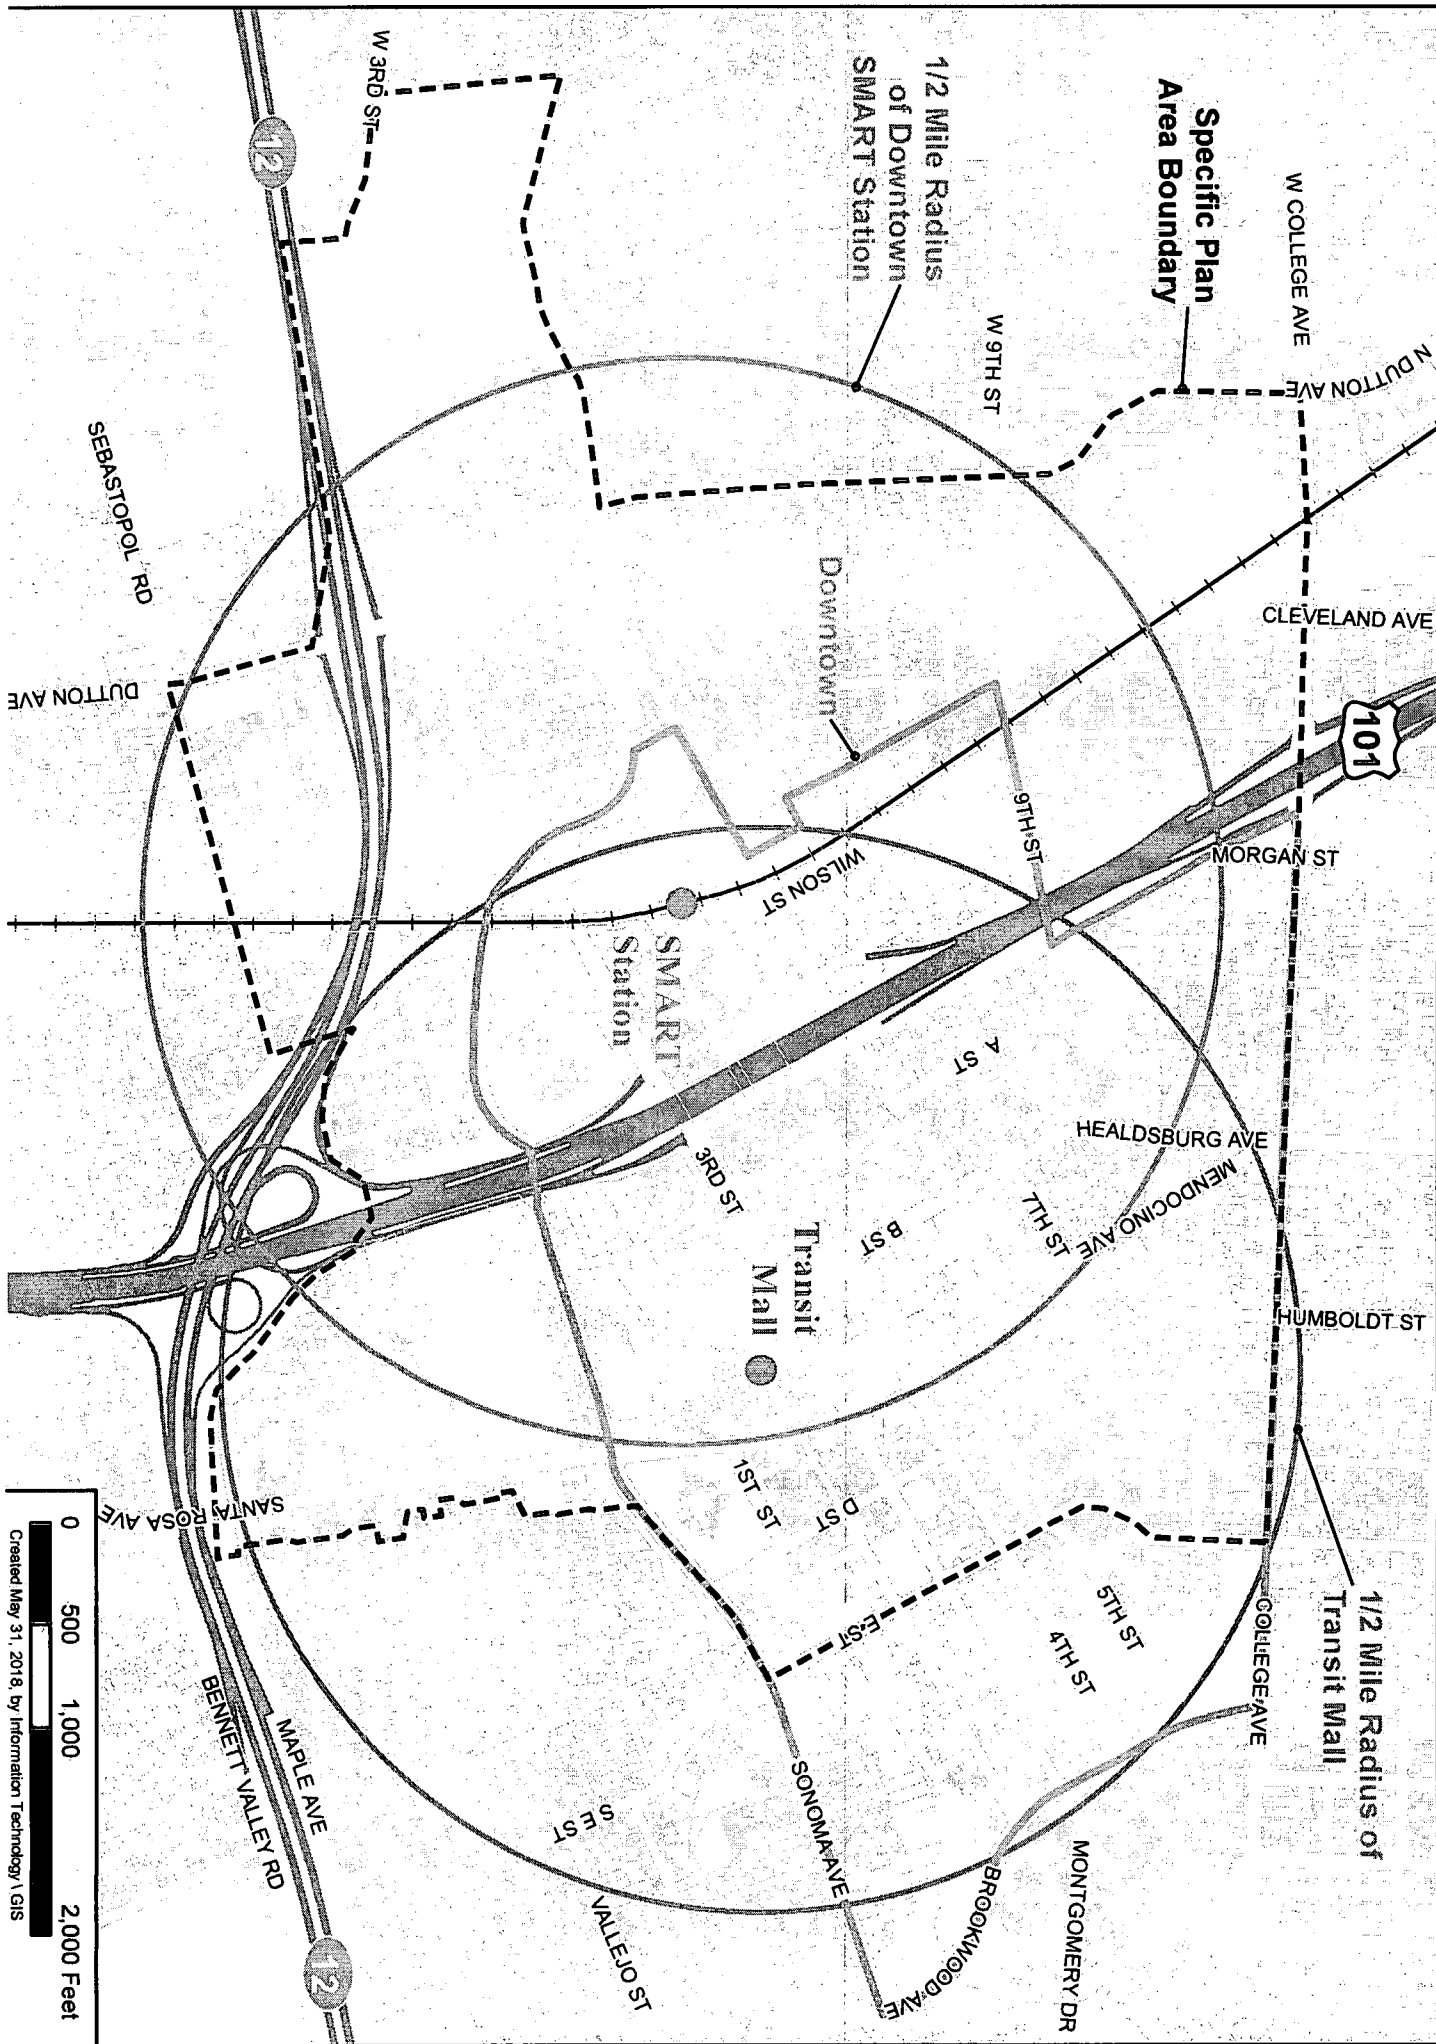 W COLLEGE AVE
N DUTTON AVE
CLEVELAND AVE
101
MORGAN ST
HUMBOLDT ST
1/2 Mile Radius of
Transit Mall
COLLEGE AVE
Specific Plan
Area Boundary
1/2 Mile Radius
of Downtown
SMART Station
W 9TH ST
Downtown
9TH ST
WILSON ST
A ST
HEALDSBURG AVE
MENDOCINO AVE
7TH ST
B ST
5TH ST
4TH ST
E ST
D ST
MONTGOMERY DR
BROOKWOOD AVE
SMART
Station
3RD ST
Transit
Mall
1ST ST
SONOMA AVE
W 3RD ST
12
SEBASTOPOL RD
DUTTON AVE
SANTA ROSA AVE
S E ST
VALLEJO ST
MAPLE AVE
BENNETT VALLEY RD
12
0 500 1,000 2,000 Feet
Created May 31, 2018, by Information Technology \ GIS